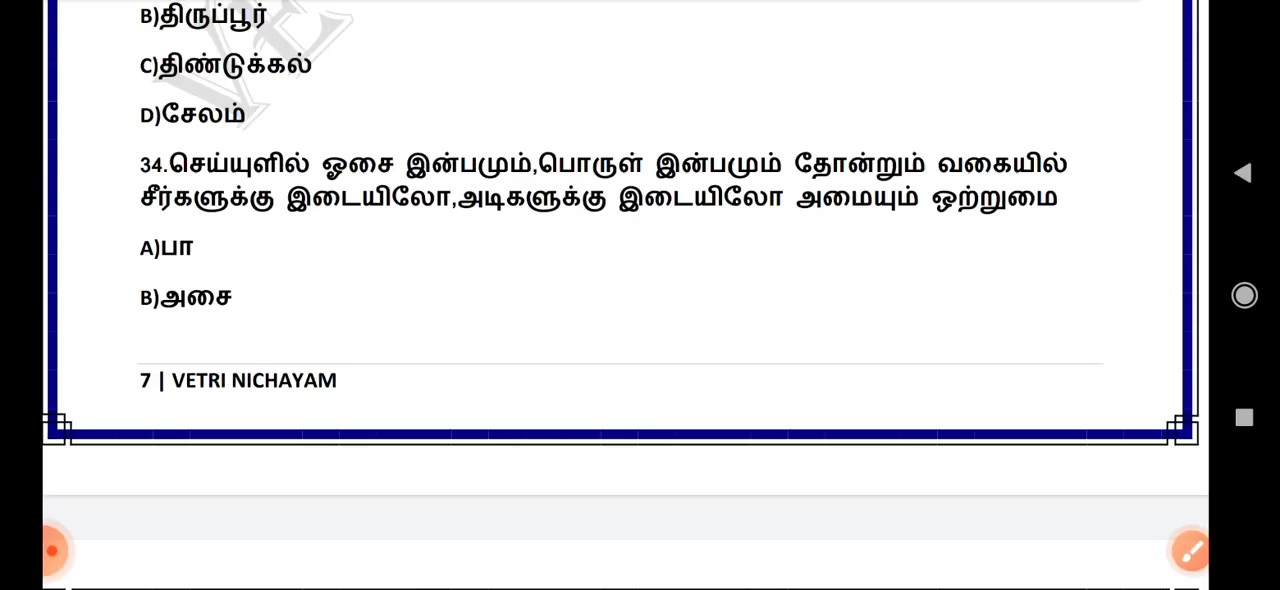 B)திருப்பூர்
C)திண்டுக்கல்
D)சேலம்
34.செய்யுளில் ஓசை இன்பமும்,பொருள் இன்பமும் தோன்றும் வகையில்
சீர்களுக்கு இடையிலோ,அடிகளுக்கு இடையிலோ அமையும் ஒற்றுமை
A)பா
B)அசை
7 | VETRI NICHAYAM